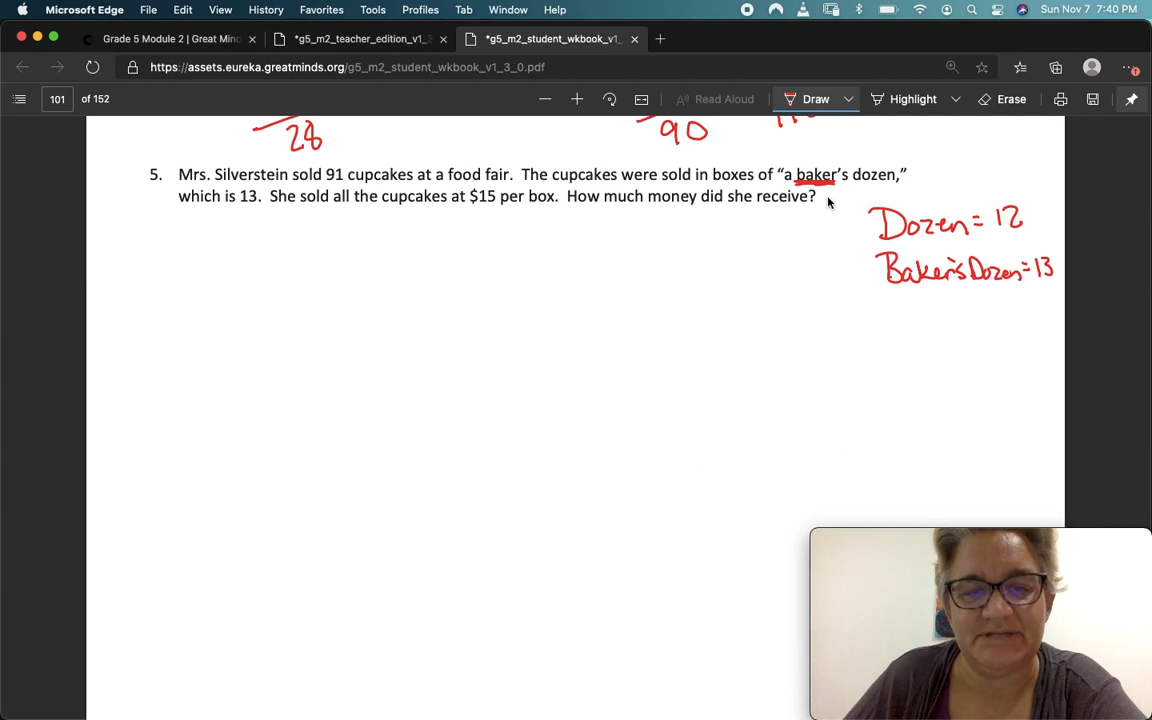 Microsoft Edge File Edit View History Favorites Tools Profiles Tab Window Help Sun Nov 7 7:40 PM
Grade 5 Module 2 | Great Mind *g5_m2_teacher_edition_v1_ *g5_m2_student_wkbook_v1_
https://assets.eureka.greatminds.org/g5_m2_student_wkbook_v1_3_0.pdf
101 of 152 Read Aloud Draw Highlight Erase
28 90
5. Mrs. Silverstein sold 91 cupcakes at a food fair. The cupcakes were sold in boxes of “a baker’s dozen,”
which is 13. She sold all the cupcakes at $15 per box. How much money did she receive?
Dozen = 12
Baker's Dozen = 13